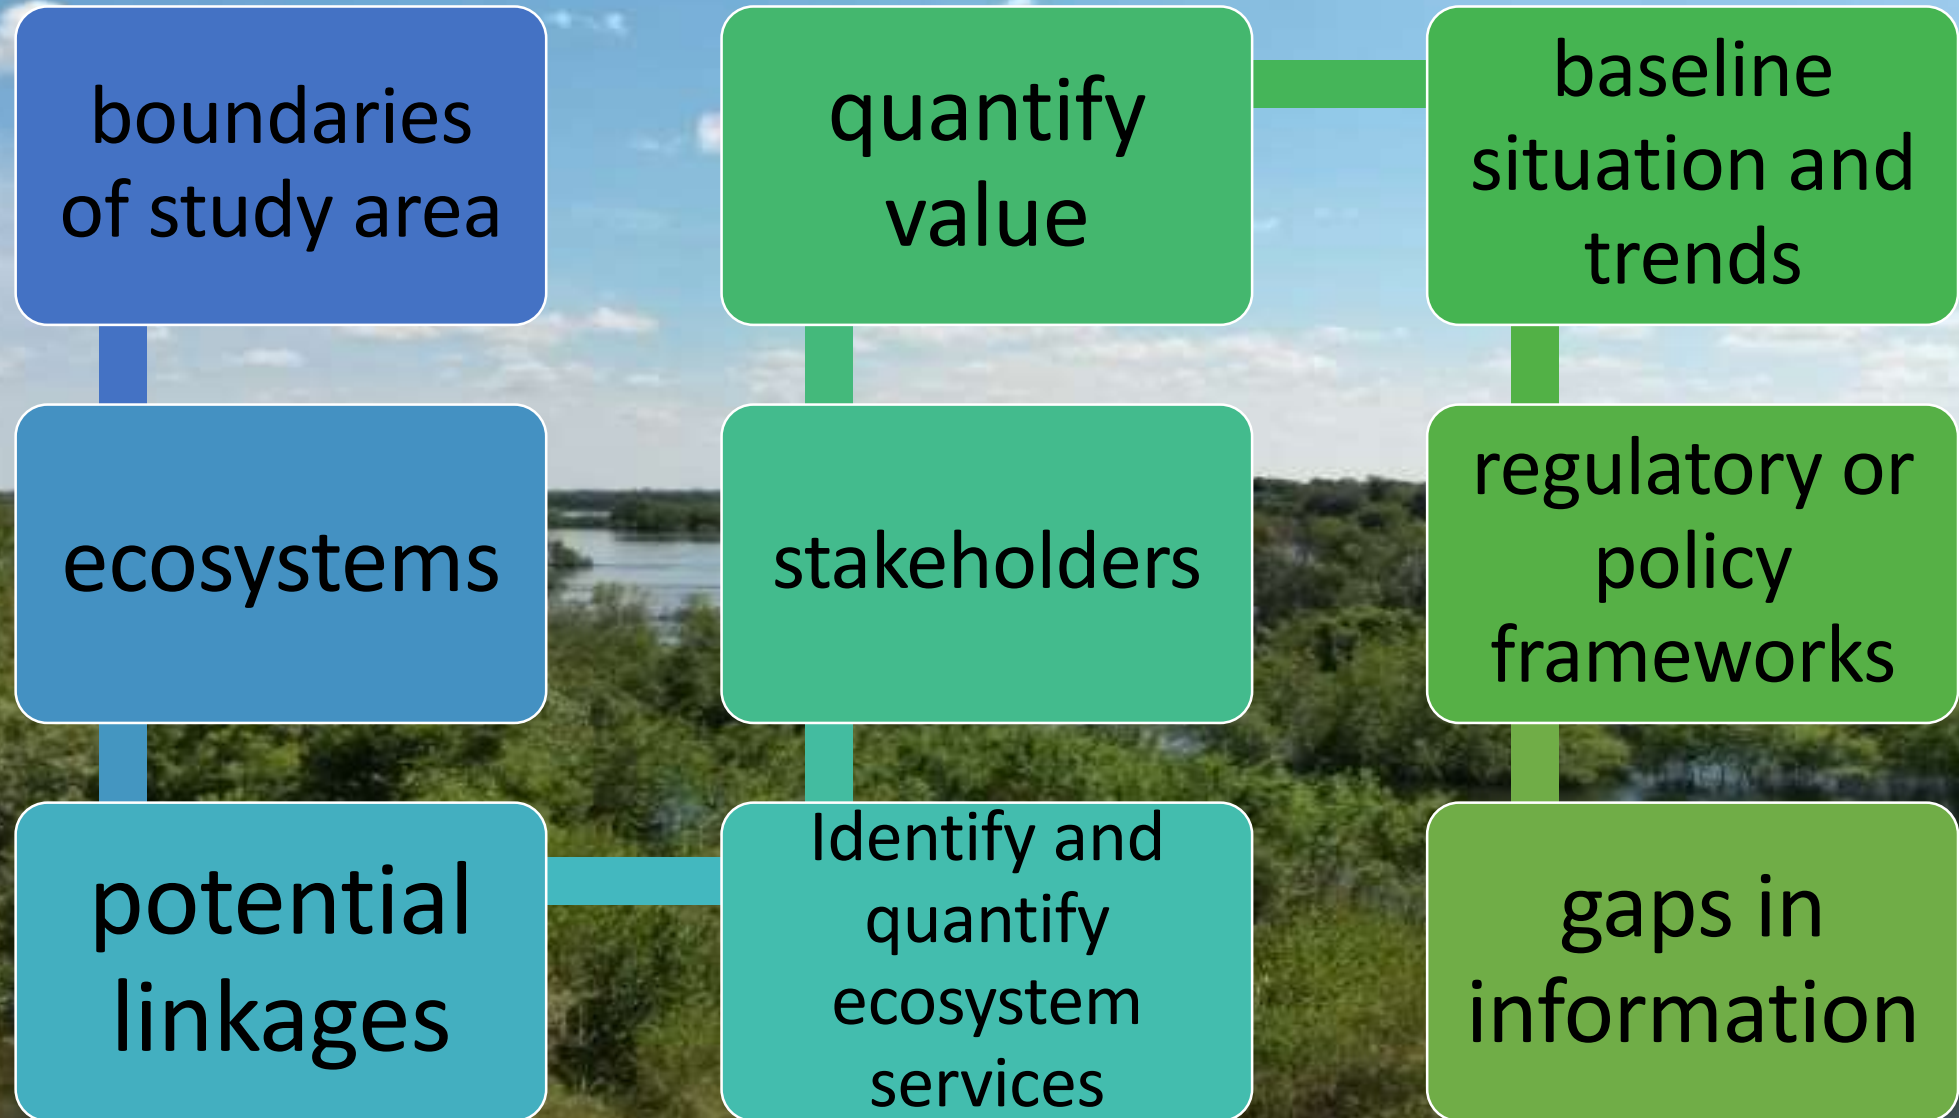 boundaries
of study area
ecosystems
potential
linkages
Identify and
quantify
ecosystem
services
stakeholders
quantify
value
baseline
situation and
trends
regulatory or
policy
frameworks
gaps in
information